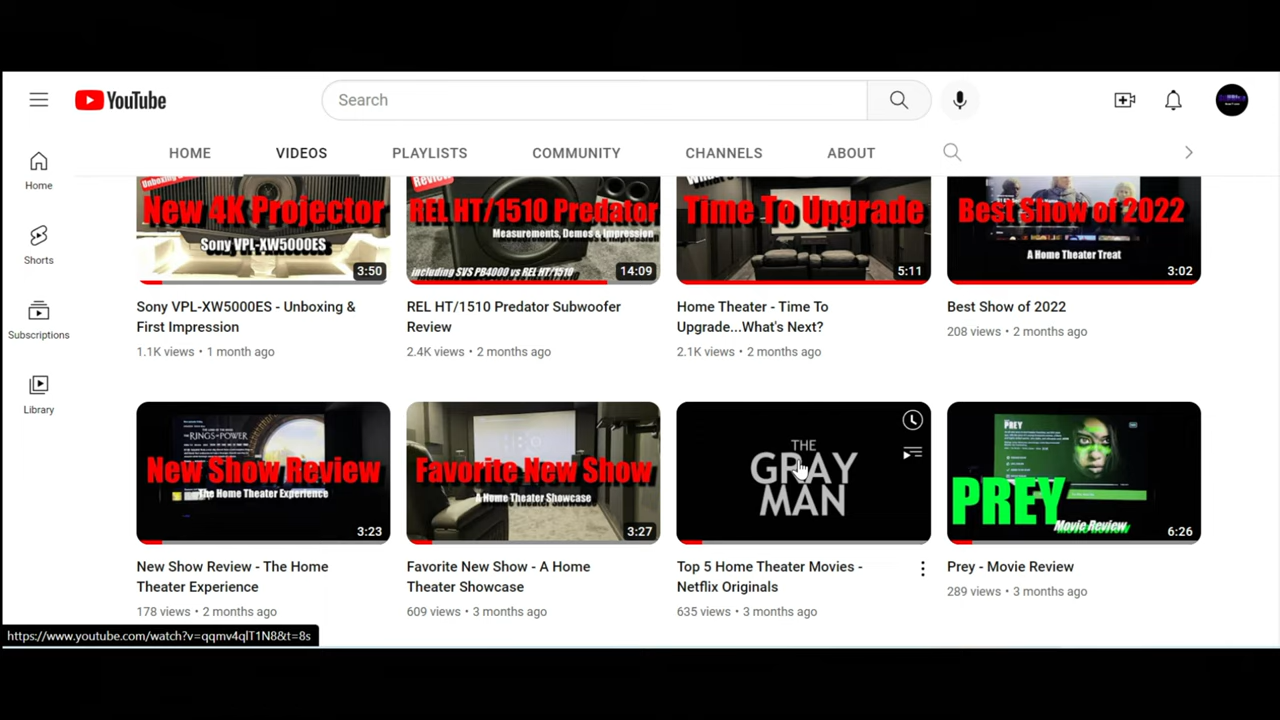 YouTube
Search
HOME
VIDEOS
PLAYLISTS
COMMUNITY
CHANNELS
ABOUT
Home
Shorts
Subscriptions
Library
Unboxing
New 4K Projector
Sony VPL-XW5000ES
3:50
Sony VPL-XW5000ES - Unboxing &
First Impression
1.1K views • 1 month ago
Review
REL HT/1510 Predator
Measurements, Demos & Impression
including SVS PB4000 vs REL HT/1510
14:09
REL HT/1510 Predator Subwoofer
Review
2.4K views • 2 months ago
What's
Time To Upgrade
5:11
Home Theater - Time To
Upgrade...What's Next?
2.1K views • 2 months ago
Best Show of 2022
A Home Theater Treat
3:02
Best Show of 2022
208 views • 2 months ago
THE
RINGS OF
POWER
New Show Review
The Home Theater Experience
3:23
New Show Review - The Home
Theater Experience
178 views • 2 months ago
Favorite New Show
A Home Theater Showcase
3:27
Favorite New Show - A Home
Theater Showcase
609 views • 3 months ago
THE
GRAY
MAN
Top 5 Home Theater Movies -
Netflix Originals
635 views • 3 months ago
PREY
PREY
Movie Review
6:26
Prey - Movie Review
289 views • 3 months ago
https://www.youtube.com/watch?v=qqmv4qlT1N8&t=8s